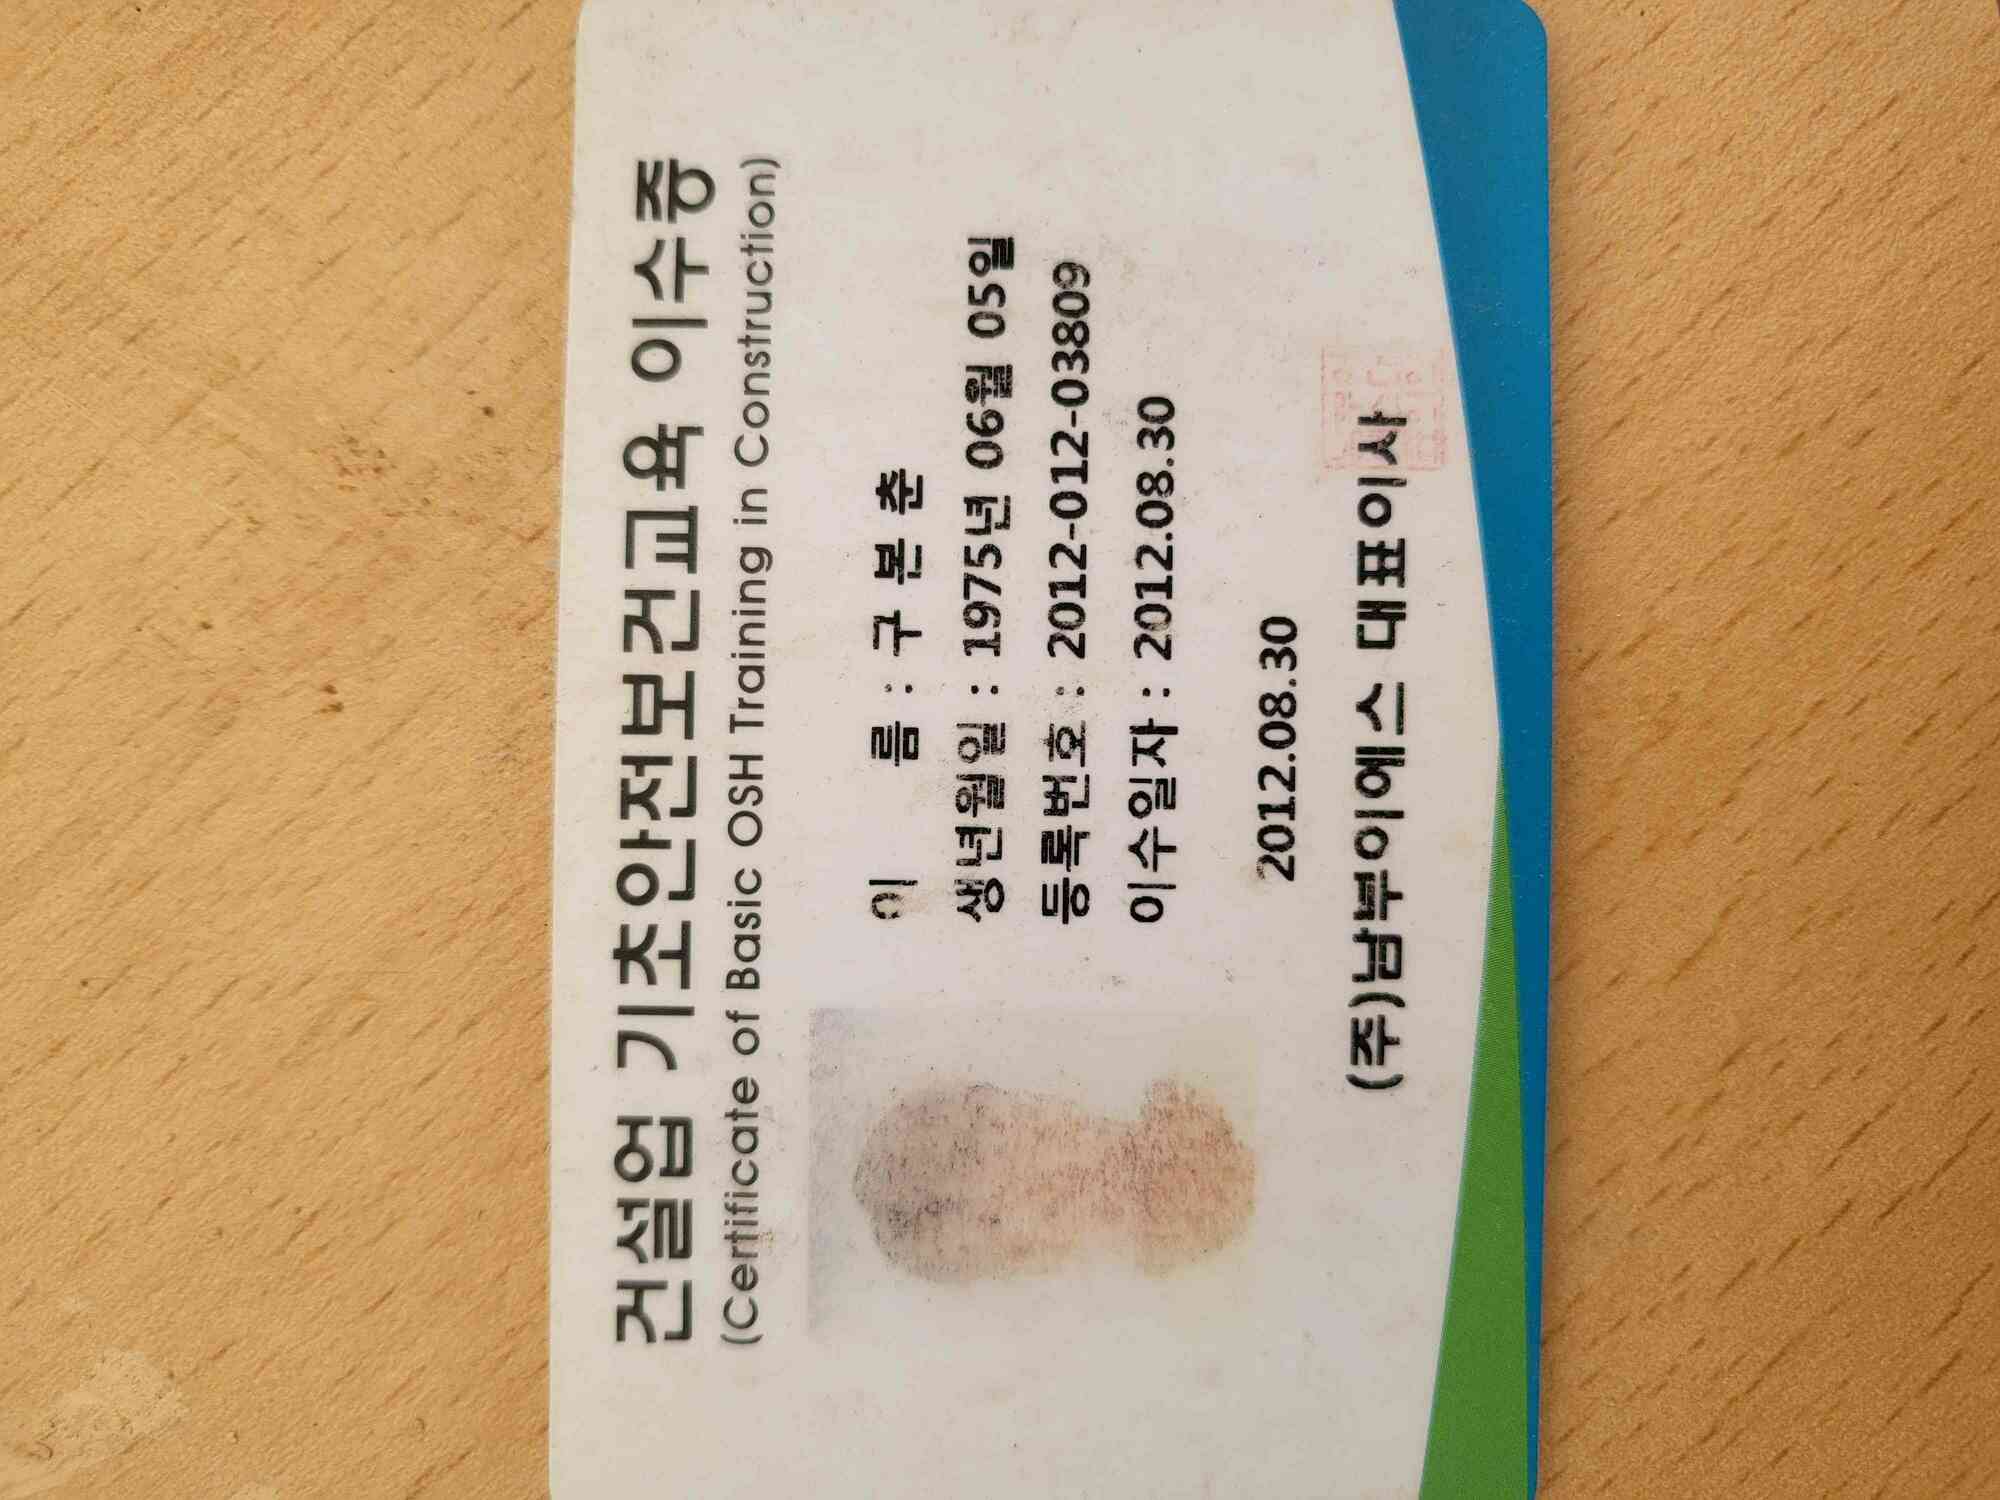 건설업 기초안전보건교육 이수증
(Certificate of Basic OSH Training in Construction)
이 름 : 구 본 춘
생년월일 : 1975년 06월 05일
등록번호 : 2012-012-03809
이수일자 : 2012.08.30
2012.08.30
(주)남부이에스 대표이사